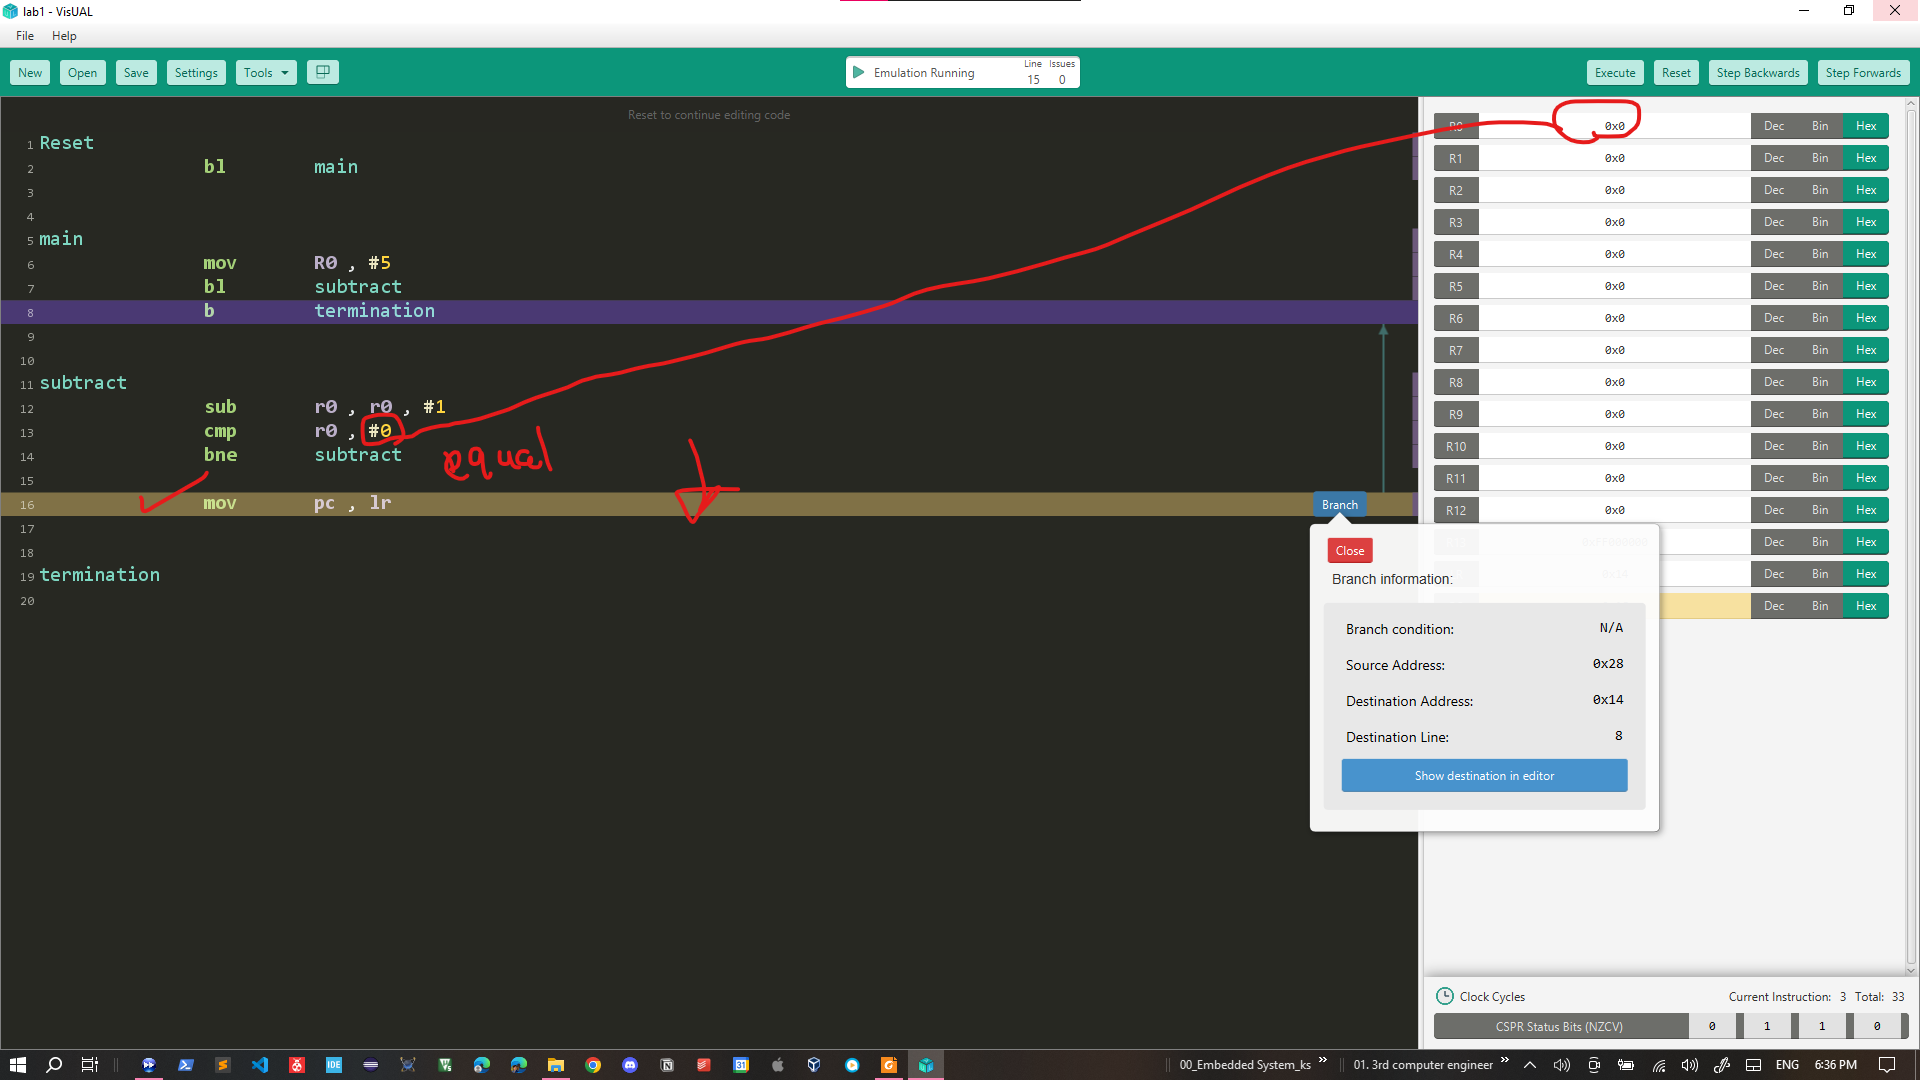 lab1 - VisUAL
File Help
New Open Save Settings Tools Emulation Running Line 15 Issues 0 Execute Reset Step Backwards Step Forwards
Reset to continue editing code
1 Reset
2 bl main
3
4
5 main
6 mov R0 , #5
7 bl subtract
8 b termination
9
10
11 subtract
12 sub r0 , r0 , #1
13 cmp r0 , #0
14 bne subtract
equal
15
16 mov pc , lr
17
18
19 termination
20
Branch
Close
Branch information:
Branch condition: N/A
Source Address: 0x28
Destination Address: 0x14
Destination Line: 8
Show destination in editor
R0 0x0 Dec Bin Hex
R1 0x0 Dec Bin Hex
R2 0x0 Dec Bin Hex
R3 0x0 Dec Bin Hex
R4 0x0 Dec Bin Hex
R5 0x0 Dec Bin Hex
R6 0x0 Dec Bin Hex
R7 0x0 Dec Bin Hex
R8 0x0 Dec Bin Hex
R9 0x0 Dec Bin Hex
R10 0x0 Dec Bin Hex
R11 0x0 Dec Bin Hex
R12 0x0 Dec Bin Hex
Dec Bin Hex
Dec Bin Hex
Dec Bin Hex
Clock Cycles Current Instruction: 3 Total: 33
CSPR Status Bits (NZCV) 0 1 1 0
00_Embedded System_ks 01. 3rd computer engineer ENG 6:36 PM